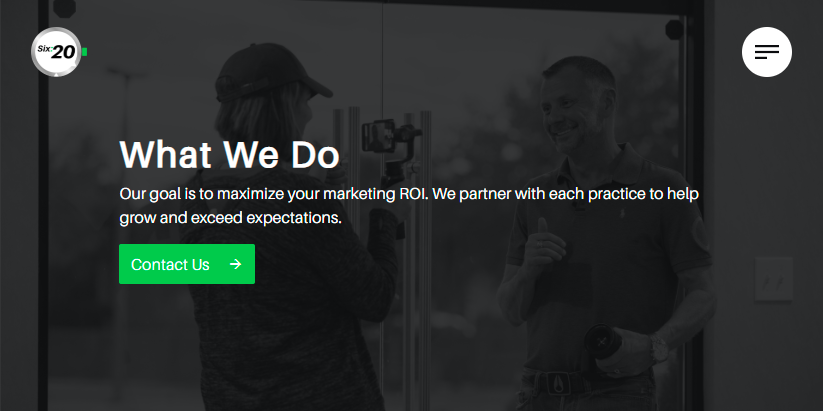 Six:20
What We Do
Our goal is to maximize your marketing ROI. We partner with each practice to help
grow and exceed expectations.
Contact Us